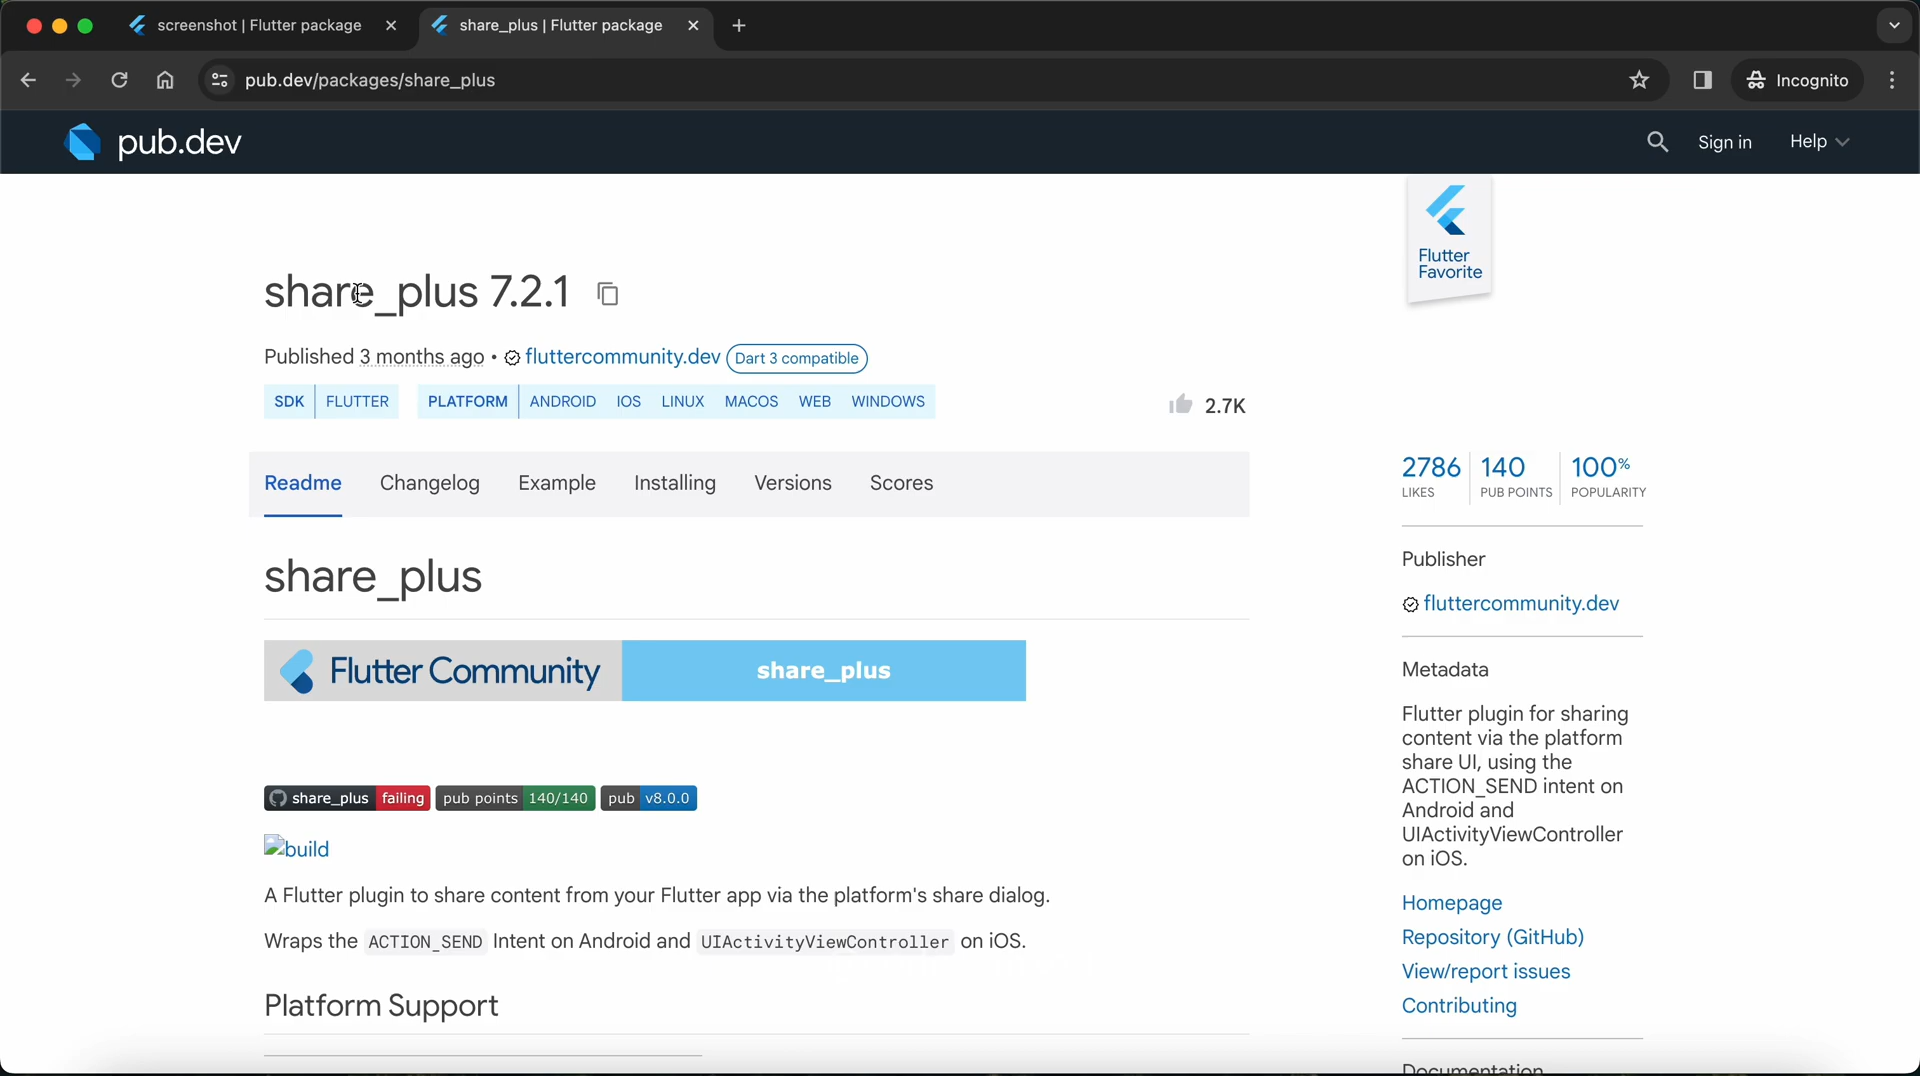 screenshot | Flutter package
share_plus | Flutter package
pub.dev/packages/share_plus
Incognito
pub.dev
Sign in
Help
Flutter
Favorite
share_plus 7.2.1
Published 3 months ago • fluttercommunity.dev Dart 3 compatible
SDK FLUTTER PLATFORM ANDROID IOS LINUX MACOS WEB WINDOWS
2.7K
Readme Changelog Example Installing Versions Scores
2786 LIKES
140 PUB POINTS
100% POPULARITY
share_plus
Flutter Community share_plus
share_plus failing pub points 140/140 pub v8.0.0
build
A Flutter plugin to share content from your Flutter app via the platform's share dialog.
Wraps the ACTION_SEND Intent on Android and UIActivityViewController on iOS.
Platform Support
Publisher
fluttercommunity.dev
Metadata
Flutter plugin for sharing
content via the platform
share UI, using the
ACTION_SEND intent on
Android and
UIActivityViewController
on iOS.
Homepage
Repository (GitHub)
View/report issues
Contributing
Documentation